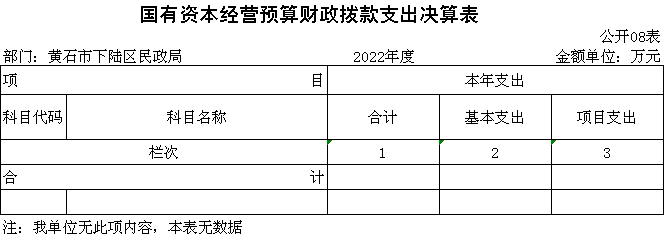 国有资本经营预算财政拨款支出决算表
公开08表
部门：黄石市下陆区民政局 2022年度 金额单位：万元
项 目 本年支出
科目代码 科目名称 合计 基本支出 项目支出
栏次 1 2 3
合 计
注：我单位无此项内容，本表无数据